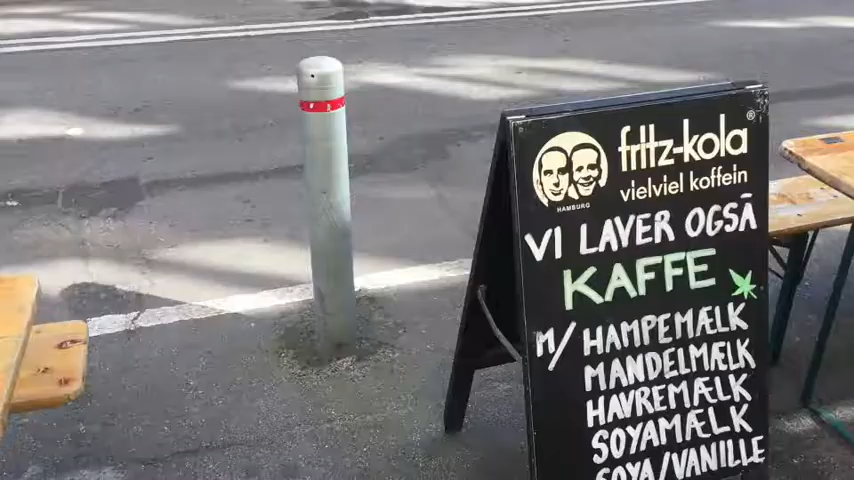 fritz-kola®
vielviel koffein
HAMBURG
VI LAVER OGSÅ
KAFFE
M/ HAMPEMÆLK
MANDELMÆLK
HAVREMÆLK
SOYAMÆLK
SOYA/VANILLE